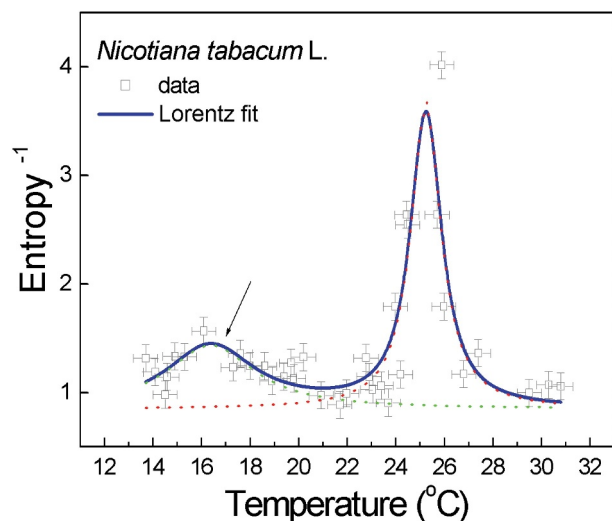 Nicotiana tabacum L.
data
Lorentz fit
4
3
2
1
Entropy -1
12 14 16 18 20 22 24 26 28 30 32
Temperature (°C)